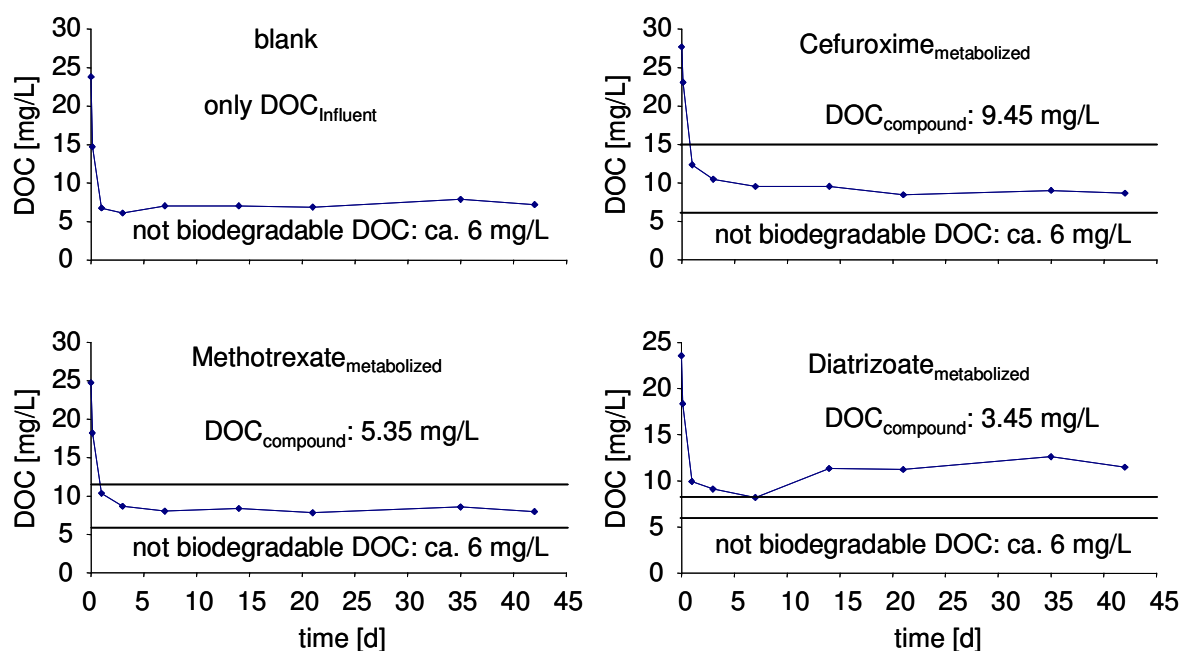 30
25
20
15
10
5
0
DOC [mg/L]
blank
only DOCInfluent
not biodegradable DOC: ca. 6 mg/L
30
25
20
15
10
5
0
DOC [mg/L]
Cefuroximemetabolized
DOCcompound: 9.45 mg/L
not biodegradable DOC: ca. 6 mg/L
30
25
20
15
10
5
0
DOC [mg/L]
Methotrexatemetabolized
DOCcompound: 5.35 mg/L
not biodegradable DOC: ca. 6 mg/L
0 5 10 15 20 25 30 35 40 45
time [d]
25
20
15
10
5
0
DOC [mg/L]
Diatrizoatemetabolized
DOCcompound: 3.45 mg/L
not biodegradable DOC: ca. 6 mg/L
0 5 10 15 20 25 30 35 40 45
time [d]